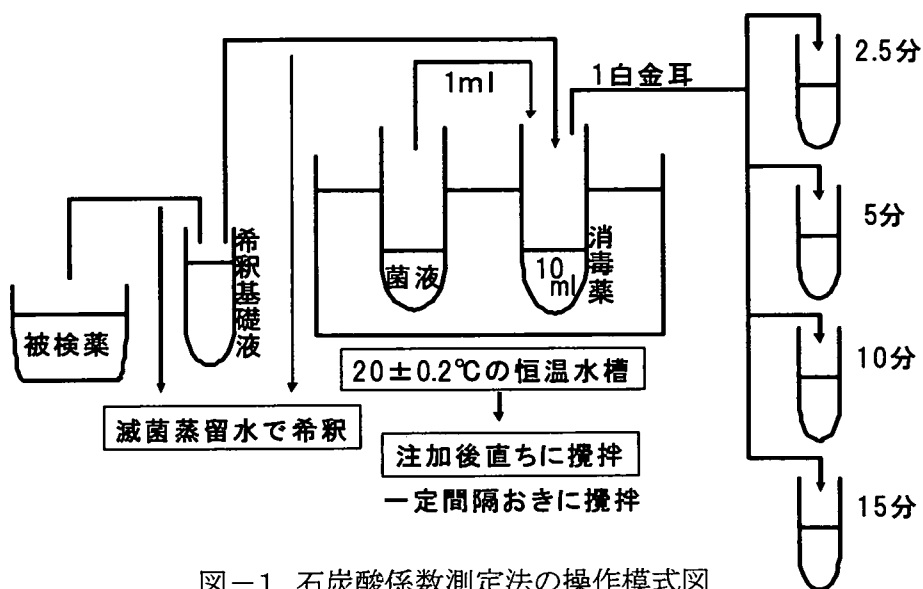 1ml
1白金耳
2.5分
5分
10分
15分
被検薬
希釈基礎液
菌液
10ml
消毒薬
20±0.2℃の恒温水槽
滅菌蒸留水で希釈
注加後直ちに攪拌
一定間隔おきに攪拌
図-1 石炭酸係数測定法の操作模式図